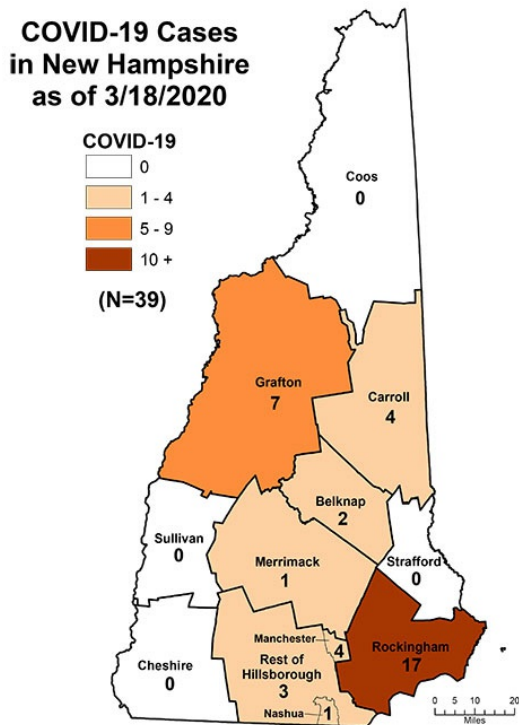 COVID-19 Cases
in New Hampshire
as of 3/18/2020
COVID-19
0
1 - 4
5 - 9
10 +
(N=39)
Coos
0
Grafton
7
Carroll
4
Belknap
2
Sullivan
0
Merrimack
1
Strafford
0
Cheshire
0
Manchester
4
Rest of
Hillsborough
3
Nashua
1
Rockingham
17
0 5 10 20
Miles